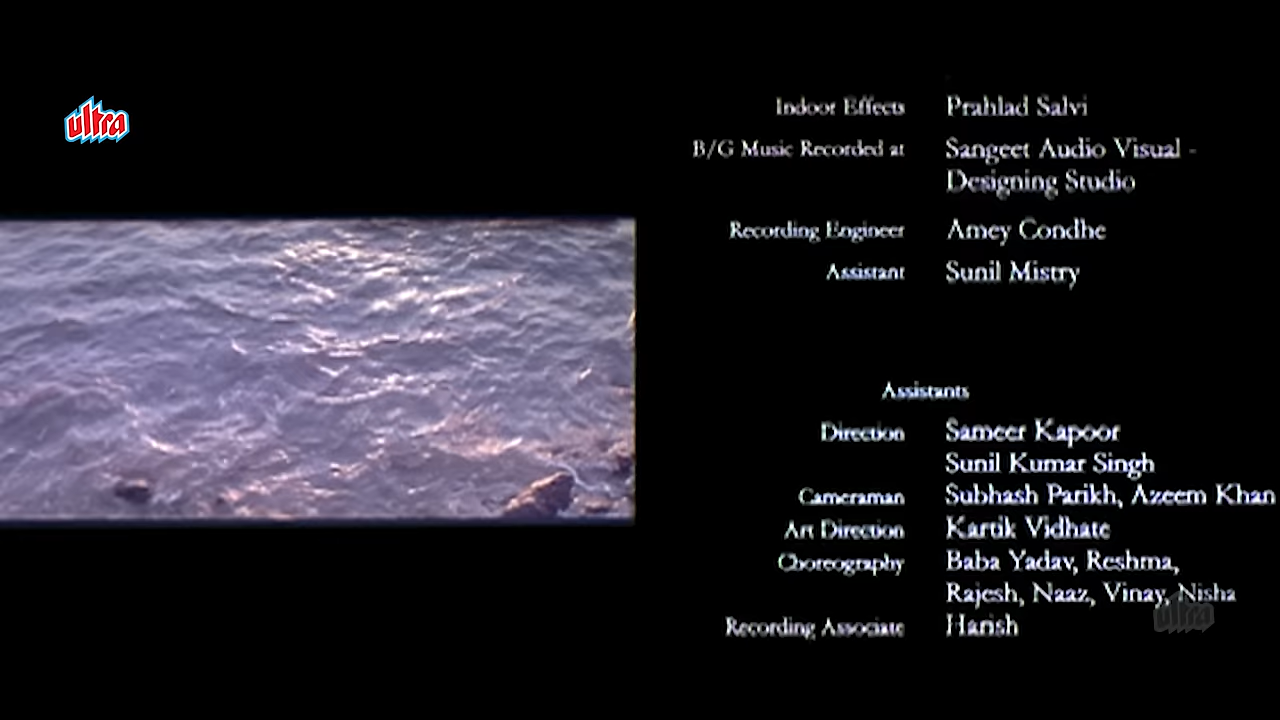 ultra
Indoor Effects Prahlad Salvi
B/G Music Recorded at Sangeet Audio Visual -
Designing Studio
Recording Engineer Amey Condhe
Assistant Sunil Mistry
Assistants
Direction Sameer Kapoor
Sunil Kumar Singh
Cameraman Subhash Parikh, Azeem Khan
Art Direction Kartik Vidhate
Choreography Baba Yadav, Reshma,
Rajesh, Naaz, Vinay, Nisha
ultra
Recording Associate Harish